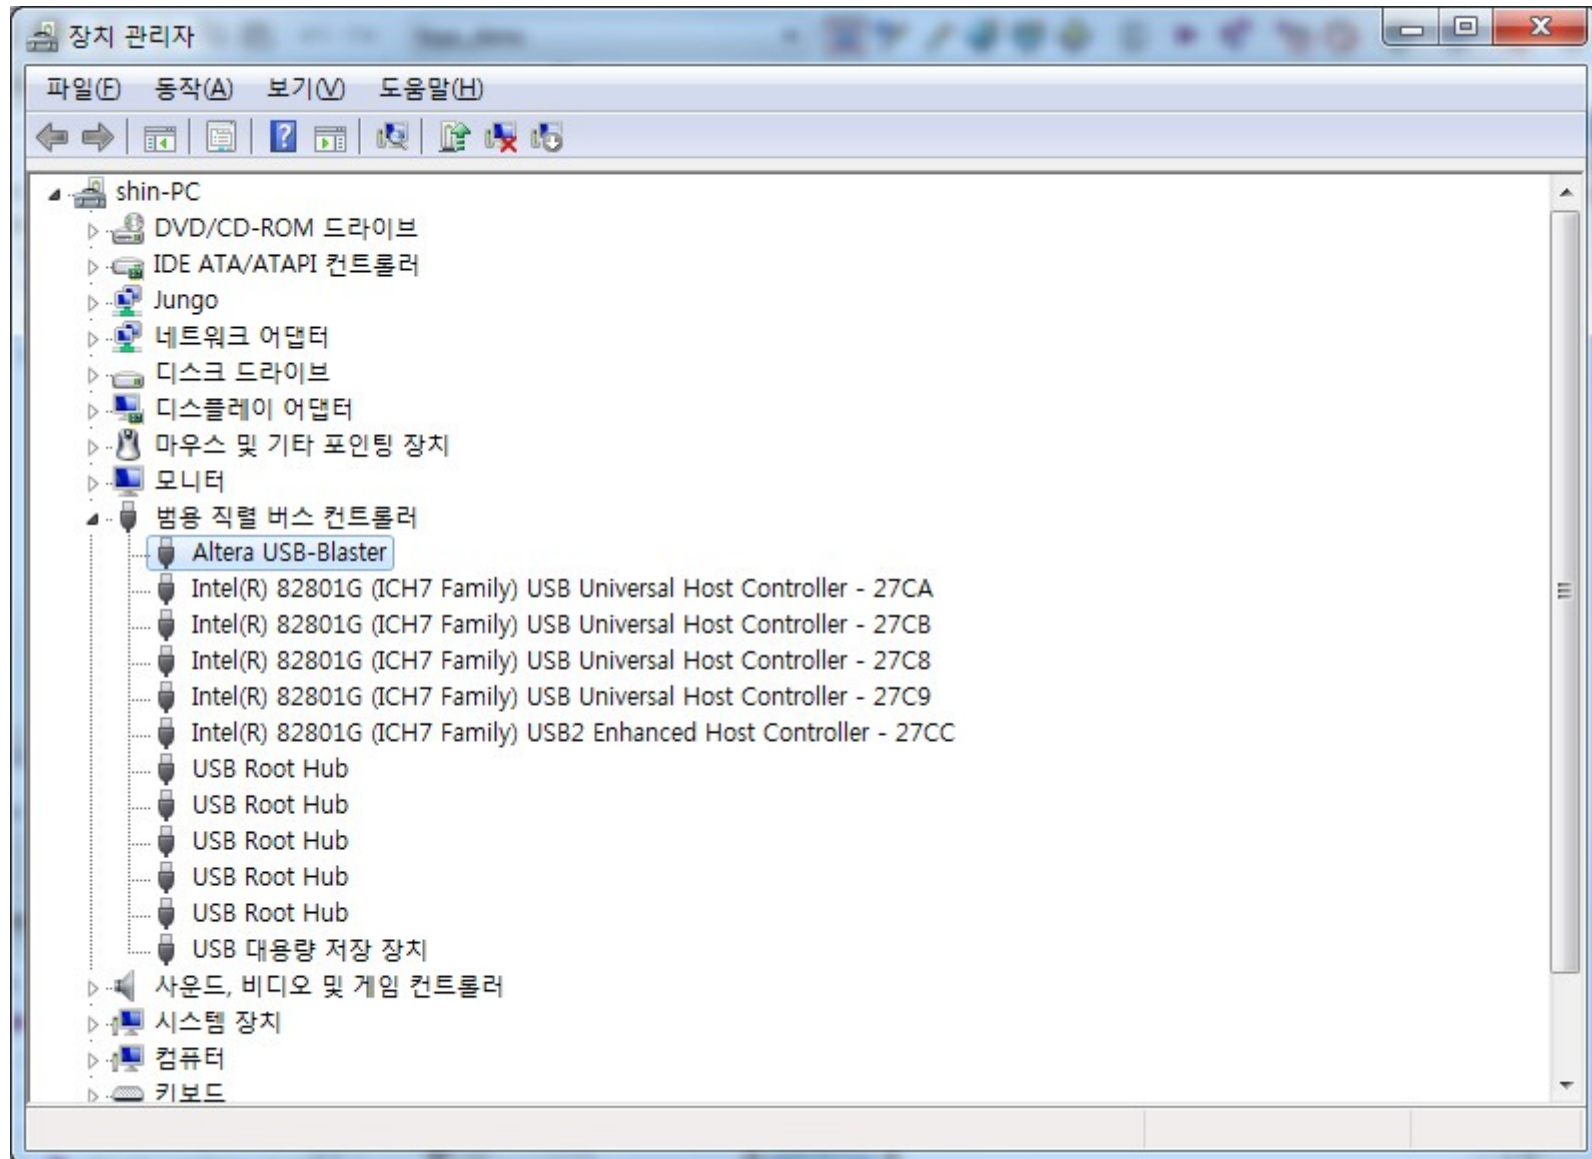 장치 관리자
파일(F) 동작(A) 보기(V) 도움말(H)
shin-PC
DVD/CD-ROM 드라이브
IDE ATA/ATAPI 컨트롤러
Jungo
네트워크 어댑터
디스크 드라이브
디스플레이 어댑터
마우스 및 기타 포인팅 장치
모니터
범용 직렬 버스 컨트롤러
Altera USB-Blaster
Intel(R) 82801G (ICH7 Family) USB Universal Host Controller - 27CA
Intel(R) 82801G (ICH7 Family) USB Universal Host Controller - 27CB
Intel(R) 82801G (ICH7 Family) USB Universal Host Controller - 27C8
Intel(R) 82801G (ICH7 Family) USB Universal Host Controller - 27C9
Intel(R) 82801G (ICH7 Family) USB2 Enhanced Host Controller - 27CC
USB Root Hub
USB Root Hub
USB Root Hub
USB Root Hub
USB Root Hub
USB 대용량 저장 장치
사운드, 비디오 및 게임 컨트롤러
시스템 장치
컴퓨터
키보드